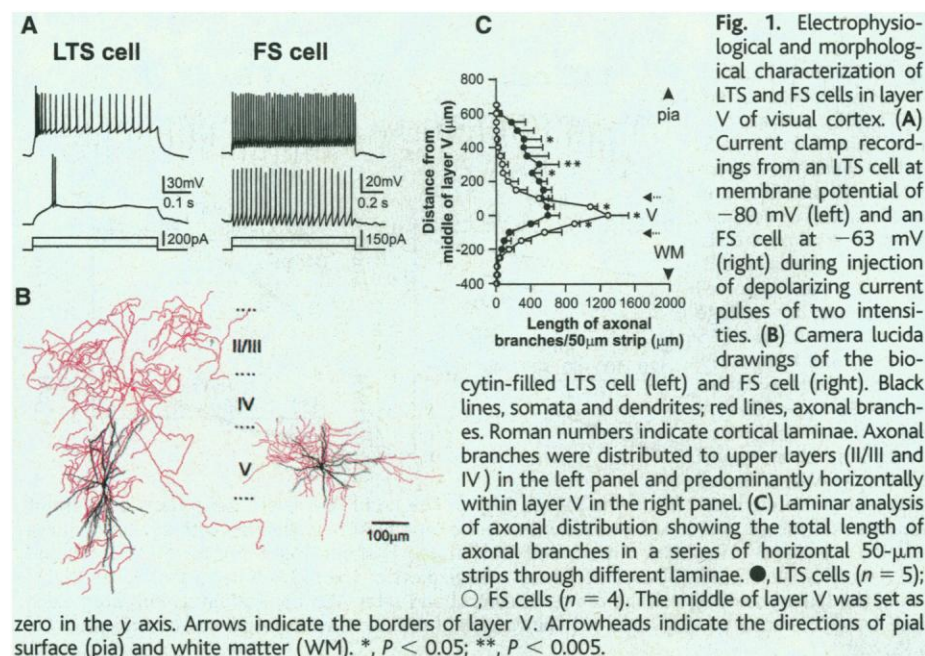 A
LTS cell
FS cell
30mV
0.1 s
20mV
0.2 s
200pA
150pA
B
II/III
IV
V
100μm
C
Distance from
middle of layer V (μm)
800
600
400
200
0
-200
-400
*
**
*
*
*
*
pia
V
WM
0 400 800 1200 1600 2000
Length of axonal
branches/50μm strip (μm)
Fig. 1. Electrophysio-
logical and morpholog-
ical characterization of
LTS and FS cells in layer
V of visual cortex. (A)
Current clamp record-
ings from an LTS cell at
membrane potential of
−80 mV (left) and an
FS cell at −63 mV
(right) during injection
of depolarizing current
pulses of two intensi-
ties. (B) Camera lucida
drawings of the bio-
cytin-filled LTS cell (left) and FS cell (right). Black
lines, somata and dendrites; red lines, axonal branch-
es. Roman numbers indicate cortical laminae. Axonal
branches were distributed to upper layers (II/III and
IV) in the left panel and predominantly horizontally
within layer V in the right panel. (C) Laminar analysis
of axonal distribution showing the total length of
axonal branches in a series of horizontal 50-μm
strips through different laminae. ●, LTS cells (n = 5);
○, FS cells (n = 4). The middle of layer V was set as
zero in the y axis. Arrows indicate the borders of layer V. Arrowheads indicate the directions of pial
surface (pia) and white matter (WM). *, P < 0.05; **, P < 0.005.